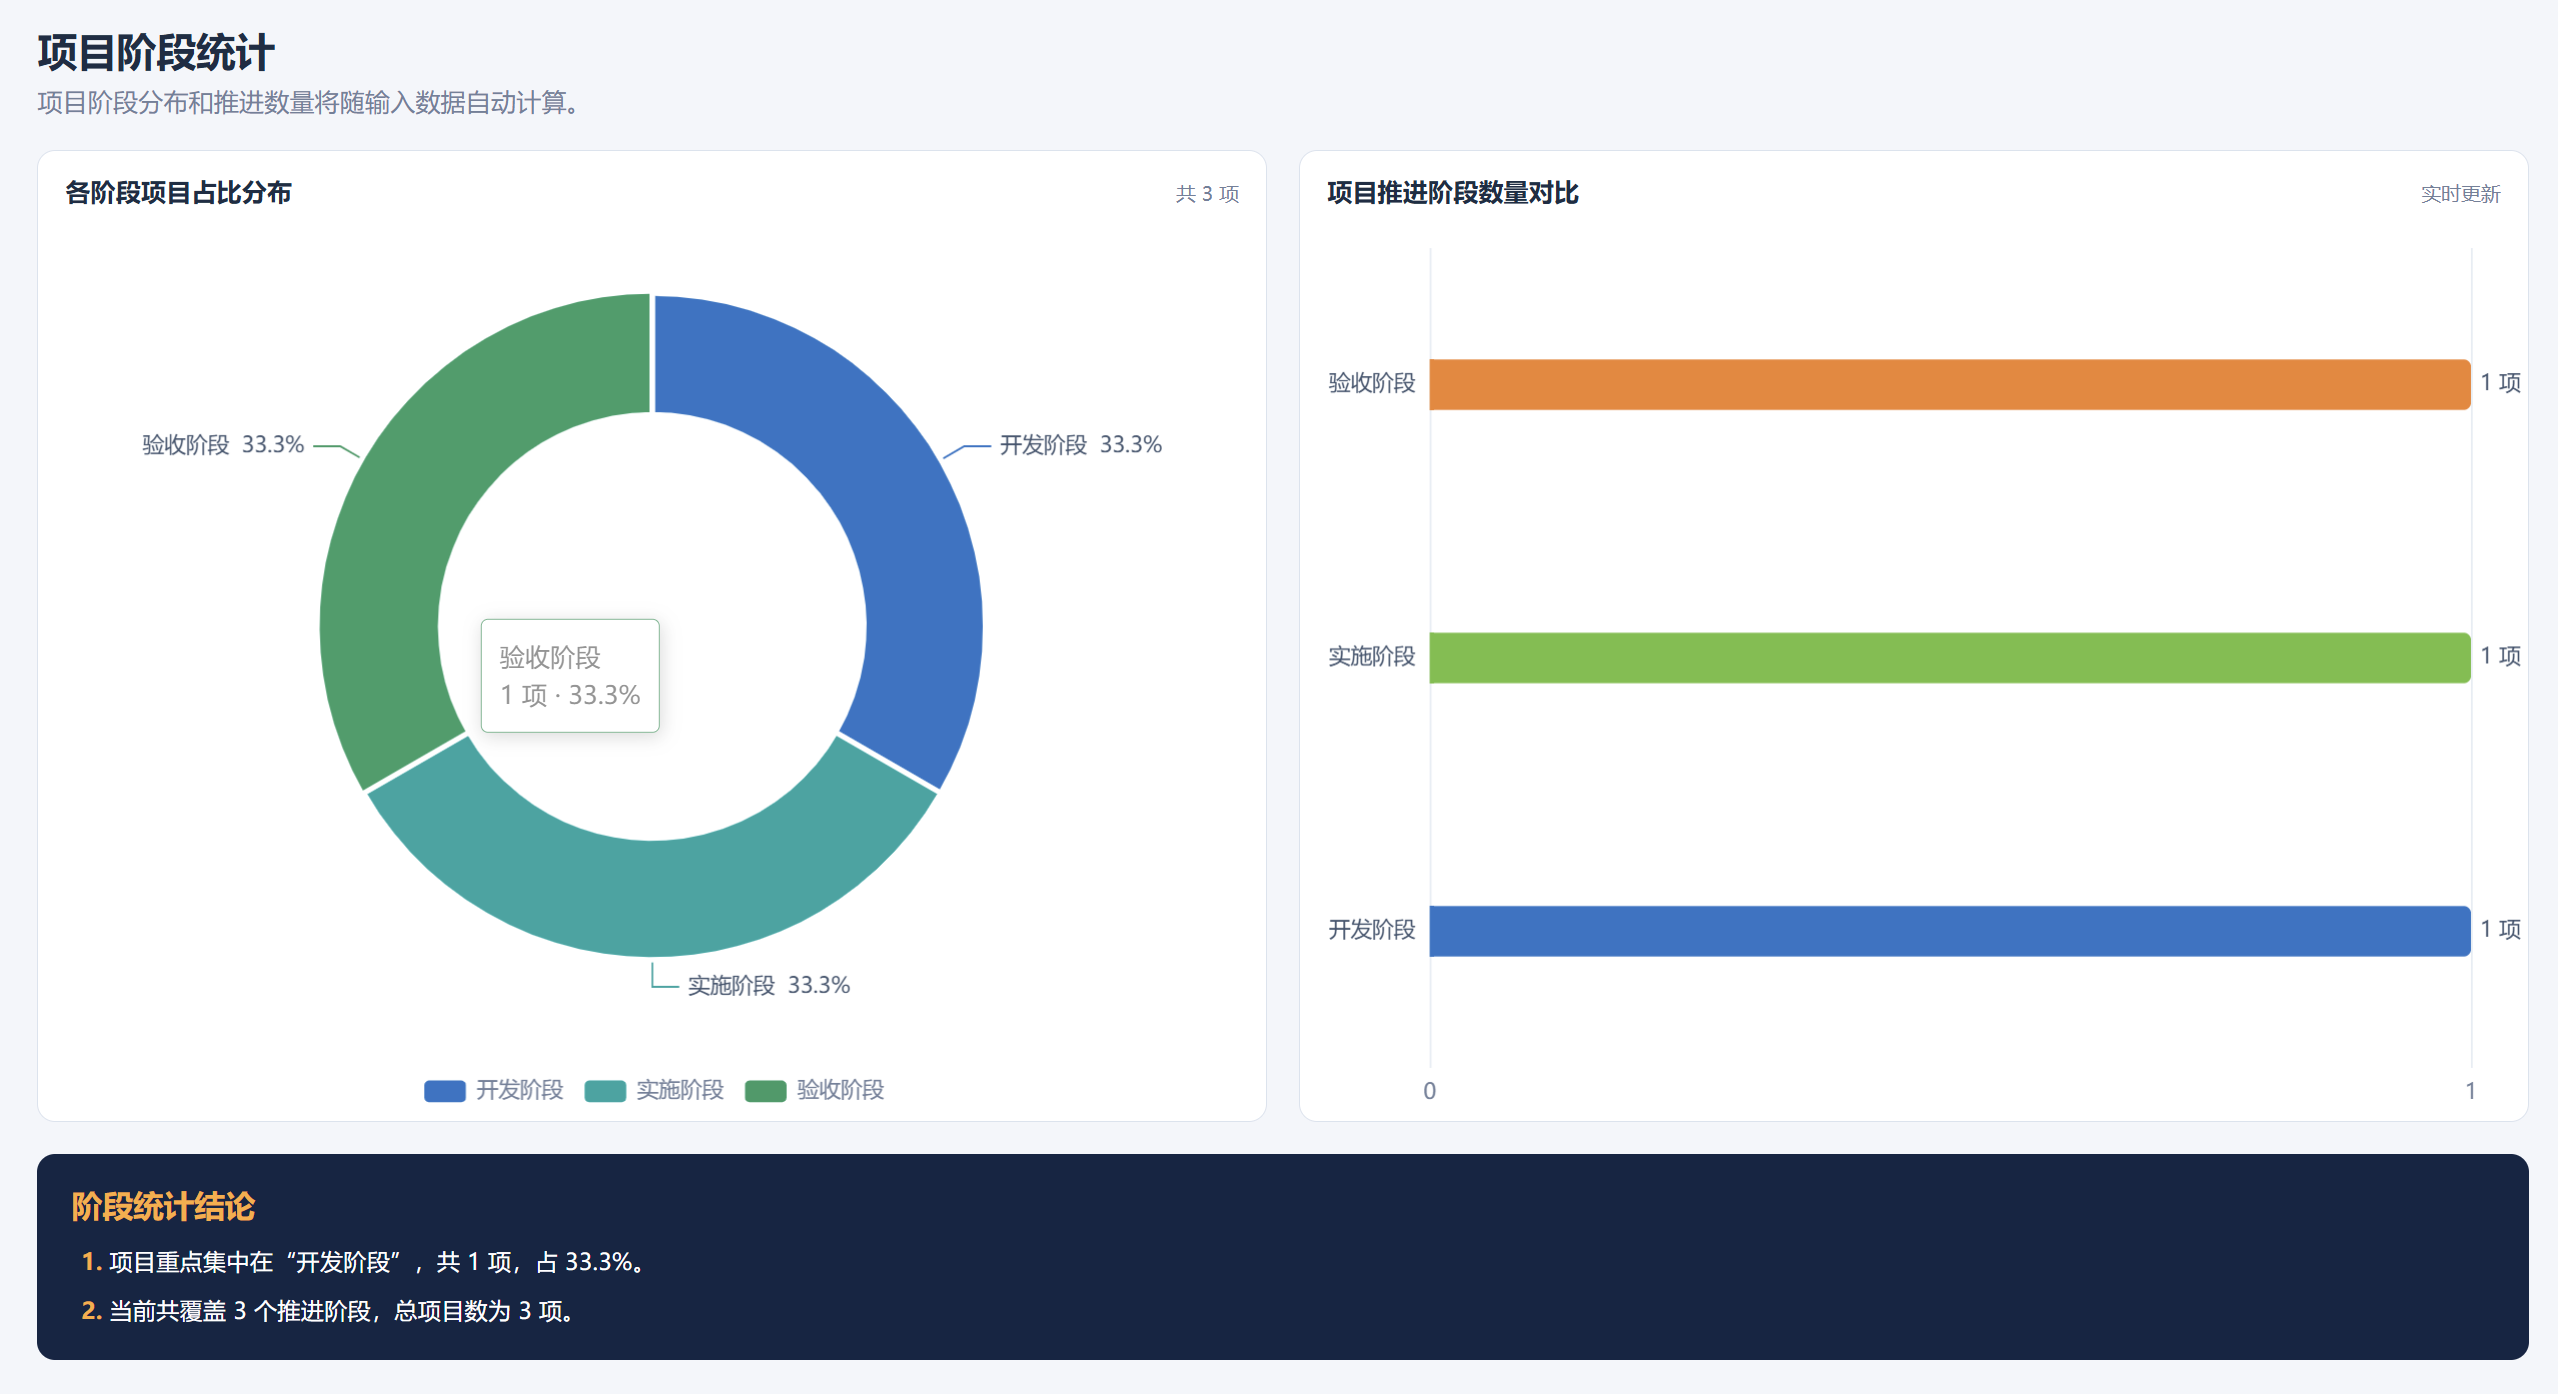 项目阶段统计
项目阶段分布和推进数量将随输入数据自动计算。
各阶段项目占比分布
共 3 项
验收阶段 33.3%
开发阶段 33.3%
验收阶段
1 项 · 33.3%
实施阶段 33.3%
开发阶段
实施阶段
验收阶段
项目推进阶段数量对比
实时更新
验收阶段
1 项
实施阶段
1 项
开发阶段
1 项
0
1
阶段统计结论
1. 项目重点集中在“开发阶段”，共 1 项，占 33.3%。
2. 当前共覆盖 3 个推进阶段，总项目数为 3 项。